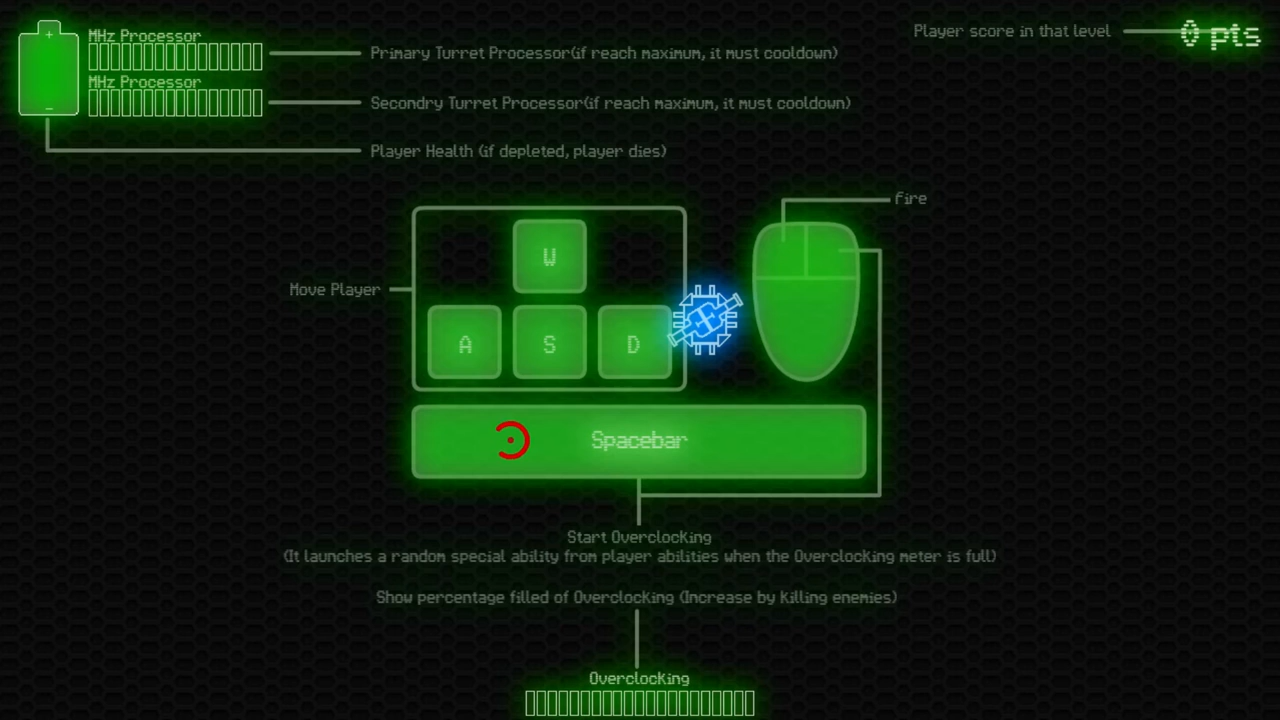 MHz Processor
Primary Turret Processor(if reach maximum, it must cooldown)
MHz Processor
Secondry Turret Processor(if reach maximum, it must cooldown)
Player Health (if depleted, player dies)
Player score in that level
0 pts
fire
W
Move Player
A S D
Spacebar
Start Overclocking
(It launches a random special ability from player abilities when the Overclocking meter is full)
Show percentage filled of Overclocking (Increase by killing enemies)
Overclocking